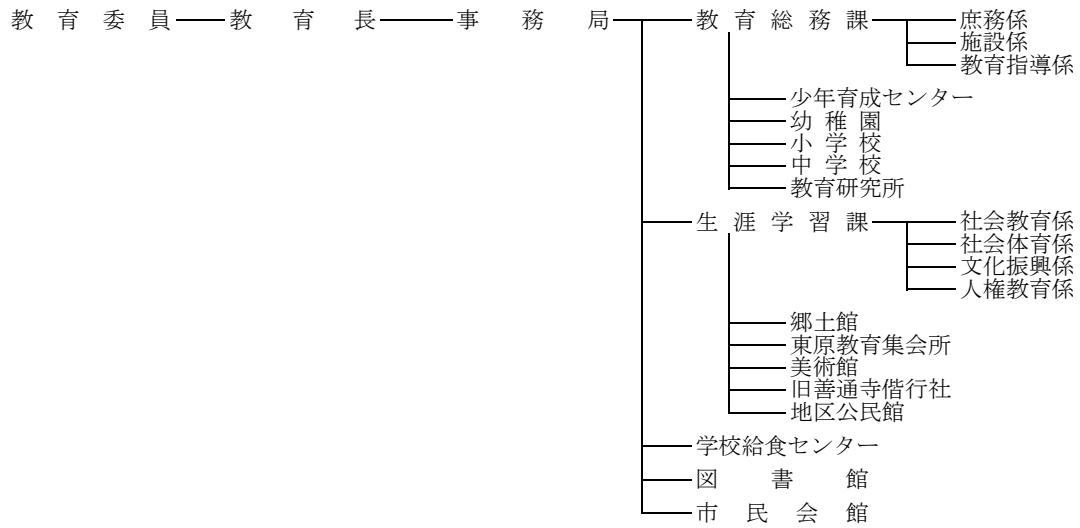 教育委員 教育長 事務局 教育総務課 庶務係
施設係
教育指導係
少年育成センター
幼稚園
小学校
中学校
教育研究所
生涯学習課 社会教育係
社会体育係
文化振興係
人権教育係
郷土館
東原教育集会所
美術館
旧善通寺偕行社
地区公民館
学校給食センター
図書館
市民会館